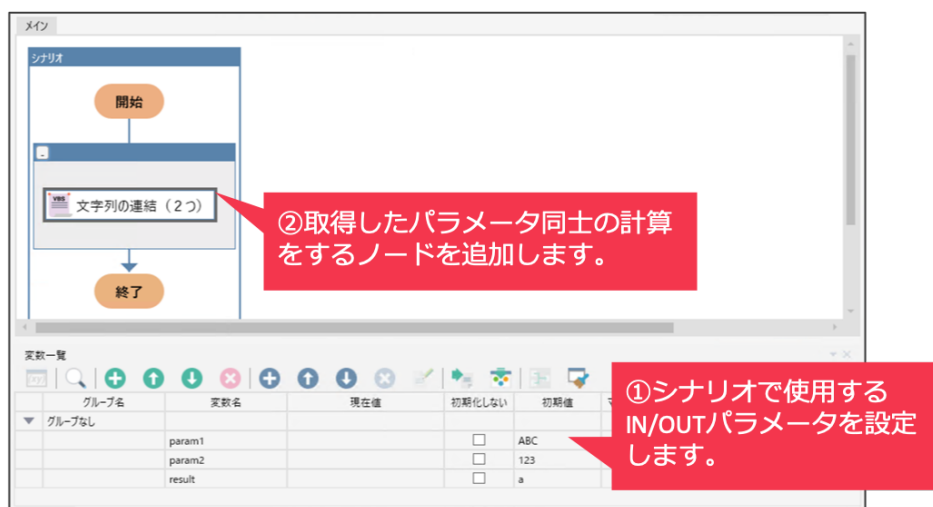 メイン
シナリオ
開始
-
VBS 文字列の連結（２つ）
②取得したパラメータ同士の計算
をするノードを追加します。
終了
変数一覧
グループ名 変数名 現在値 初期化しない 初期値
グループなし
param1 ABC
param2 123
result a
①シナリオで使用する
IN/OUTパラメータを設定
します。